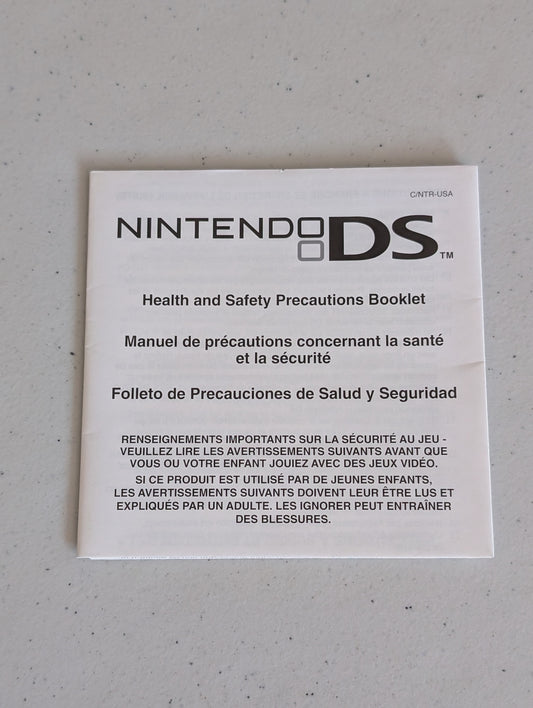 C/NTR-USA
NINTENDO DS™
Health and Safety Precautions Booklet
Manuel de précautions concernant la santé
et la sécurité
Folleto de Precauciones de Salud y Seguridad
RENSEIGNEMENTS IMPORTANTS SUR LA SÉCURITÉ AU JEU -
VEUILLEZ LIRE LES AVERTISSEMENTS SUIVANTS AVANT QUE
VOUS OU VOTRE ENFANT JOUIEZ AVEC DES JEUX VIDÉO.
SI CE PRODUIT EST UTILISÉ PAR DE JEUNES ENFANTS,
LES AVERTISSEMENTS SUIVANTS DOIVENT LEUR ÊTRE LUS ET
EXPLIQUÉS PAR UN ADULTE. LES IGNORER PEUT ENTRAÎNER
DES BLESSURES.